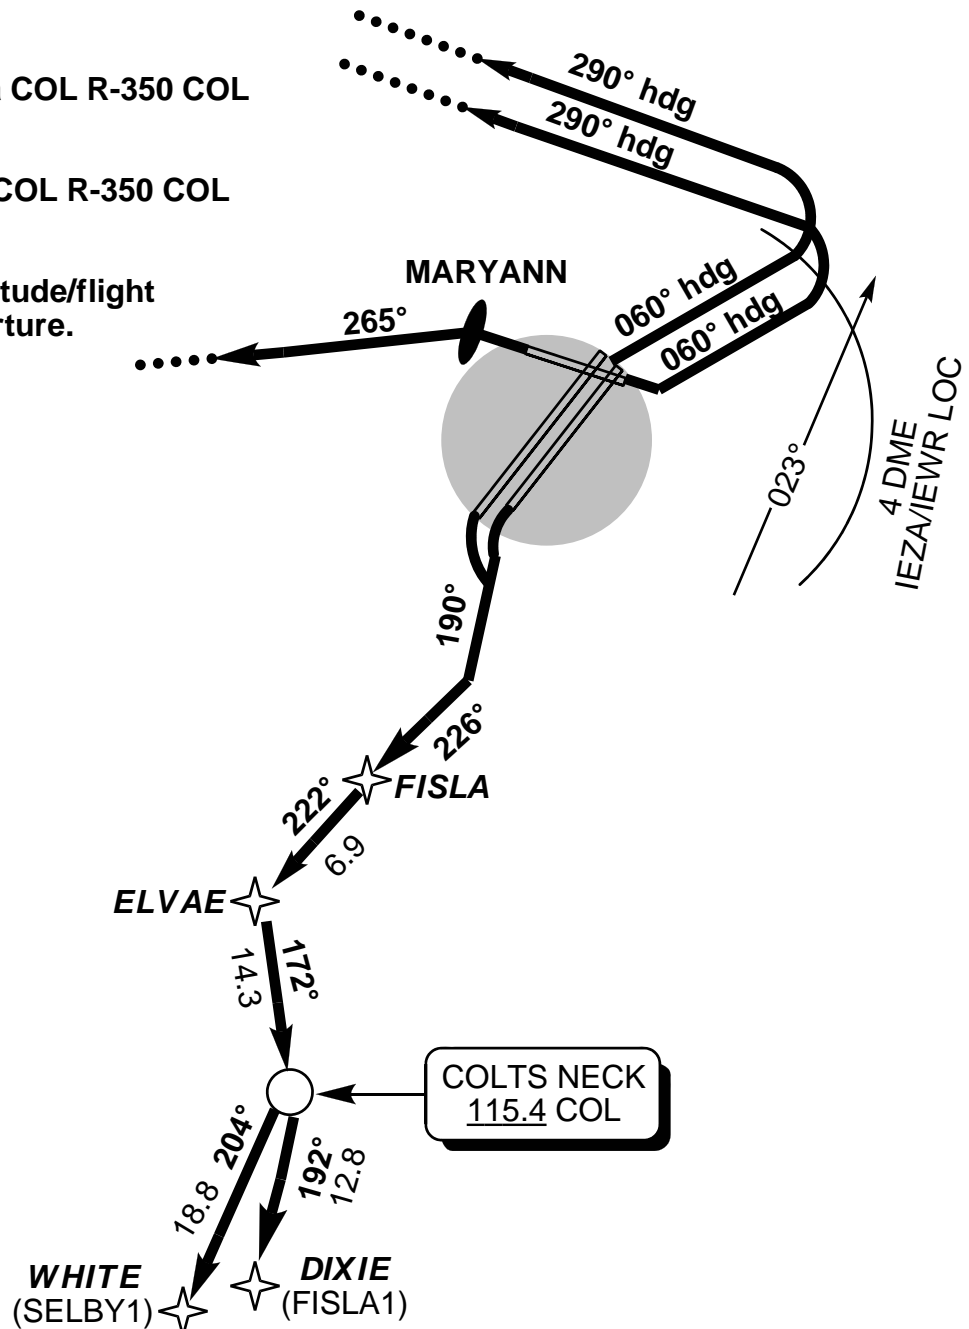 COL R-350 COL
COL R-350 COL
tude/flight
rture.
290° hdg
290° hdg
MARYANN
265°
060° hdg
060° hdg
023°
4 DME
IEZA/IEWR LOC
190°
226°
FISLA
222°
6.9
ELVAE
172°
14.3
COLTS NECK
115.4 COL
204°
18.8
192°
12.8
WHITE
(SELBY1)
DIXIE
(FISLA1)